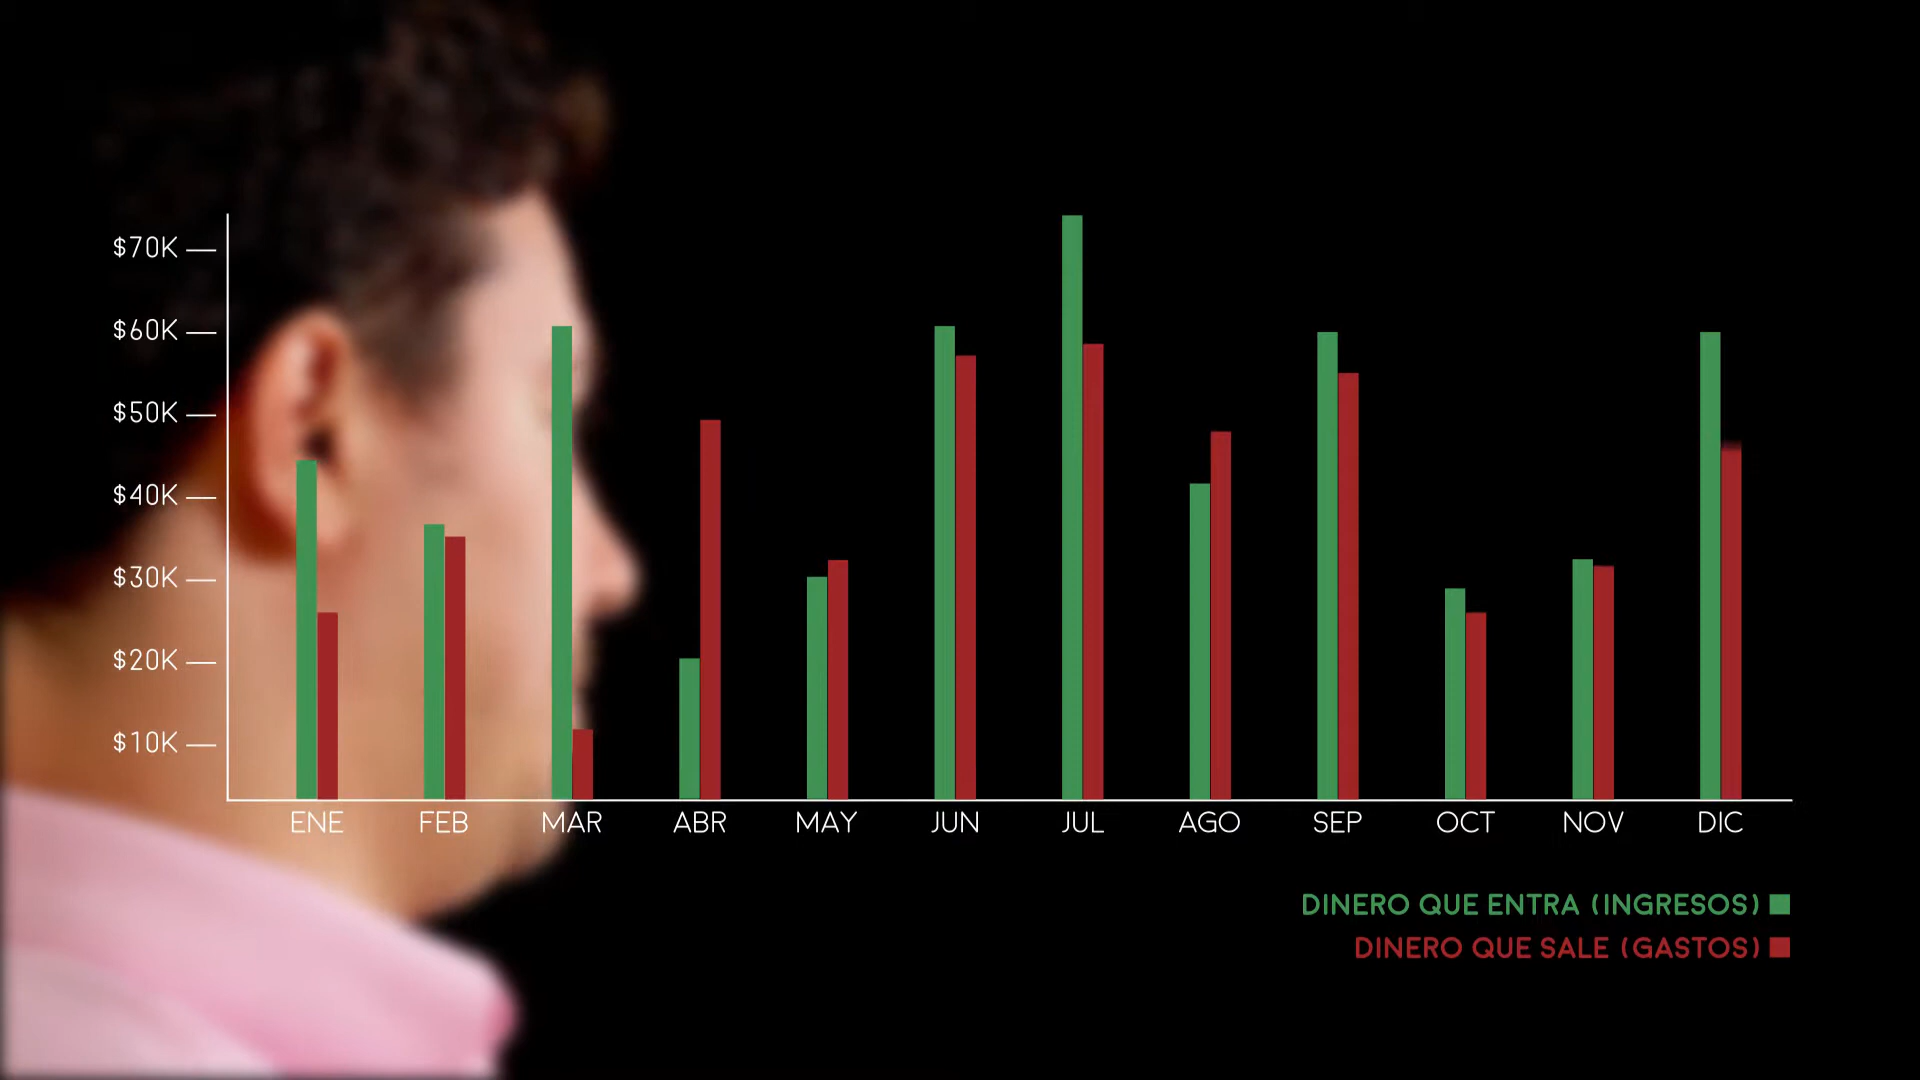 $70K
$60K
$50K
$40K
$30K
$20K
$10K
ENE FEB MAR ABR MAY JUN JUL AGO SEP OCT NOV DIC
DINERO QUE ENTRA (INGRESOS)
DINERO QUE SALE (GASTOS)